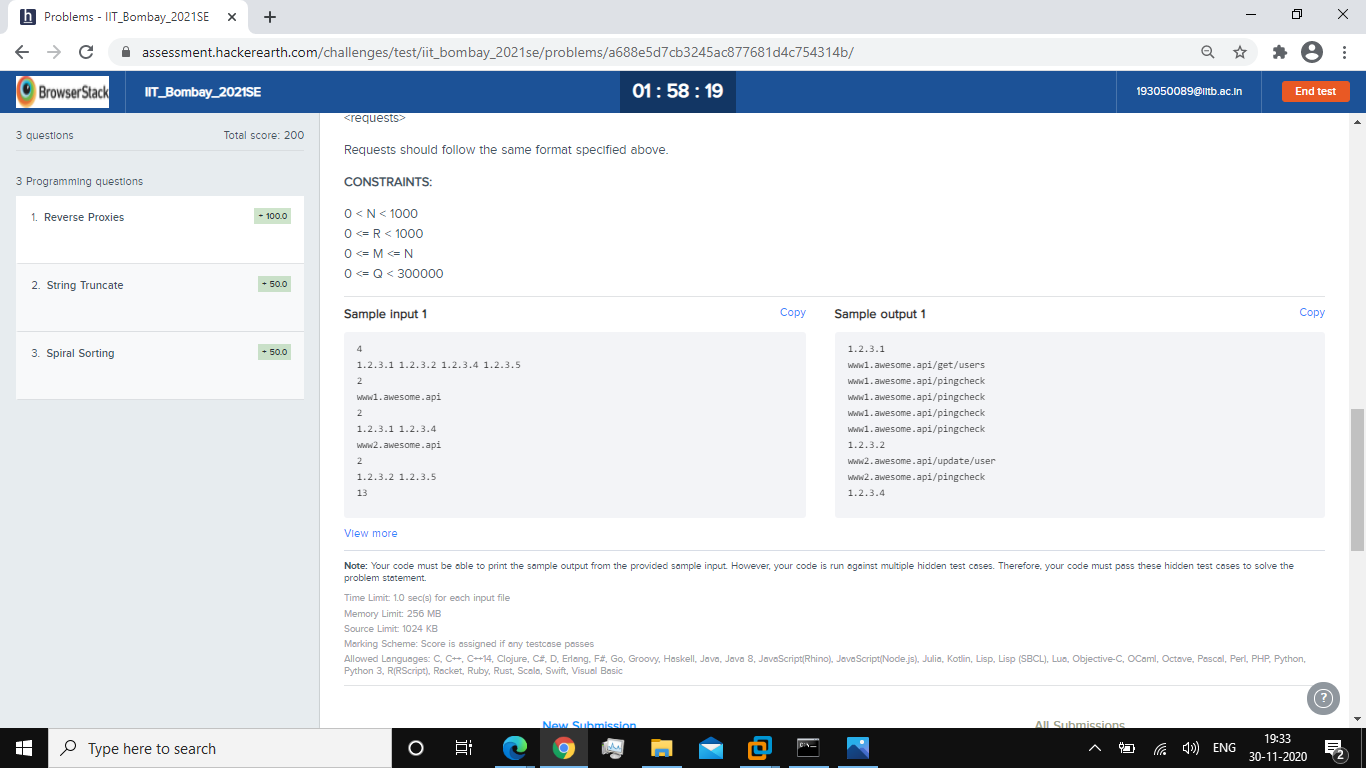 Problems - IIT_Bombay_2021SE
assessment.hackerearth.com/challenges/test/iit_bombay_2021se/problems/a688e5d7cb3245ac877681d4c754314b/
BrowserStack
IIT_Bombay_2021SE
01 : 58 : 19
193050089@iitb.ac.in
End test
3 questions
Total score: 200
3 Programming questions
1. Reverse Proxies
+ 100.0
2. String Truncate
+ 50.0
3. Spiral Sorting
+ 50.0
<requests>
Requests should follow the same format specified above.
CONSTRAINTS:
0 < N < 1000
0 <= R < 1000
0 <= M <= N
0 <= Q < 300000
Sample input 1
Copy
4
1.2.3.1 1.2.3.2 1.2.3.4 1.2.3.5
2
www1.awesome.api
2
1.2.3.1 1.2.3.4
www2.awesome.api
2
1.2.3.2 1.2.3.5
13
View more
Sample output 1
Copy
1.2.3.1
www1.awesome.api/get/users
www1.awesome.api/pingcheck
www1.awesome.api/pingcheck
www1.awesome.api/pingcheck
www1.awesome.api/pingcheck
1.2.3.2
www2.awesome.api/update/user
www2.awesome.api/pingcheck
1.2.3.4
Note: Your code must be able to print the sample output from the provided sample input. However, your code is run against multiple hidden test cases. Therefore, your code must pass these hidden test cases to solve the
problem statement.
Time Limit: 1.0 sec(s) for each input file
Memory Limit: 256 MB
Source Limit: 1024 KB
Marking Scheme: Score is assigned if any testcase passes
Allowed Languages: C, C++, C++14, Clojure, C#, D, Erlang, F#, Go, Groovy, Haskell, Java, Java 8, JavaScript(Rhino), JavaScript(Node.js), Julia, Kotlin, Lisp, Lisp (SBCL), Lua, Objective-C, OCaml, Octave, Pascal, Perl, PHP, Python,
Python 3, R(RScript), Racket, Ruby, Rust, Scala, Swift, Visual Basic
New Submission
All Submissions
Type here to search
ENG
19:33
30-11-2020
2